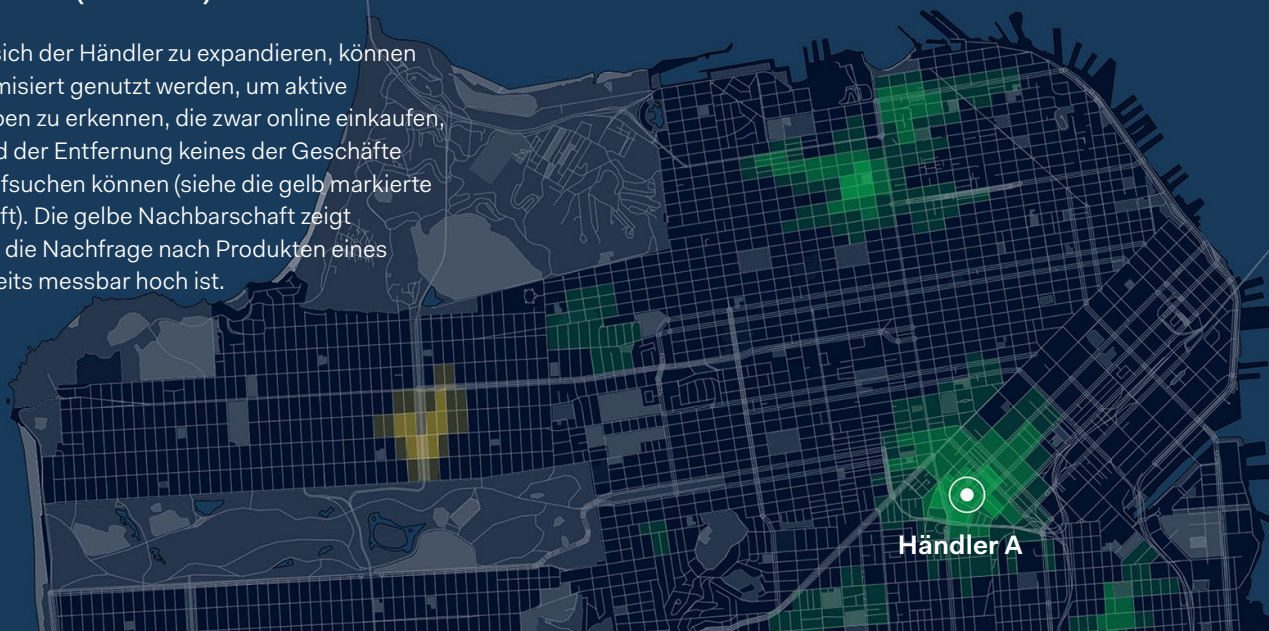 sich der Händler zu expandieren, können
misiert genutzt werden, um aktive
pen zu erkennen, die zwar online einkaufen,
d der Entfernung keines der Geschäfte
fsuchen können (siehe die gelb markierte
ft). Die gelbe Nachbarschaft zeigt
die Nachfrage nach Produkten eines
eits messbar hoch ist.
Händler A